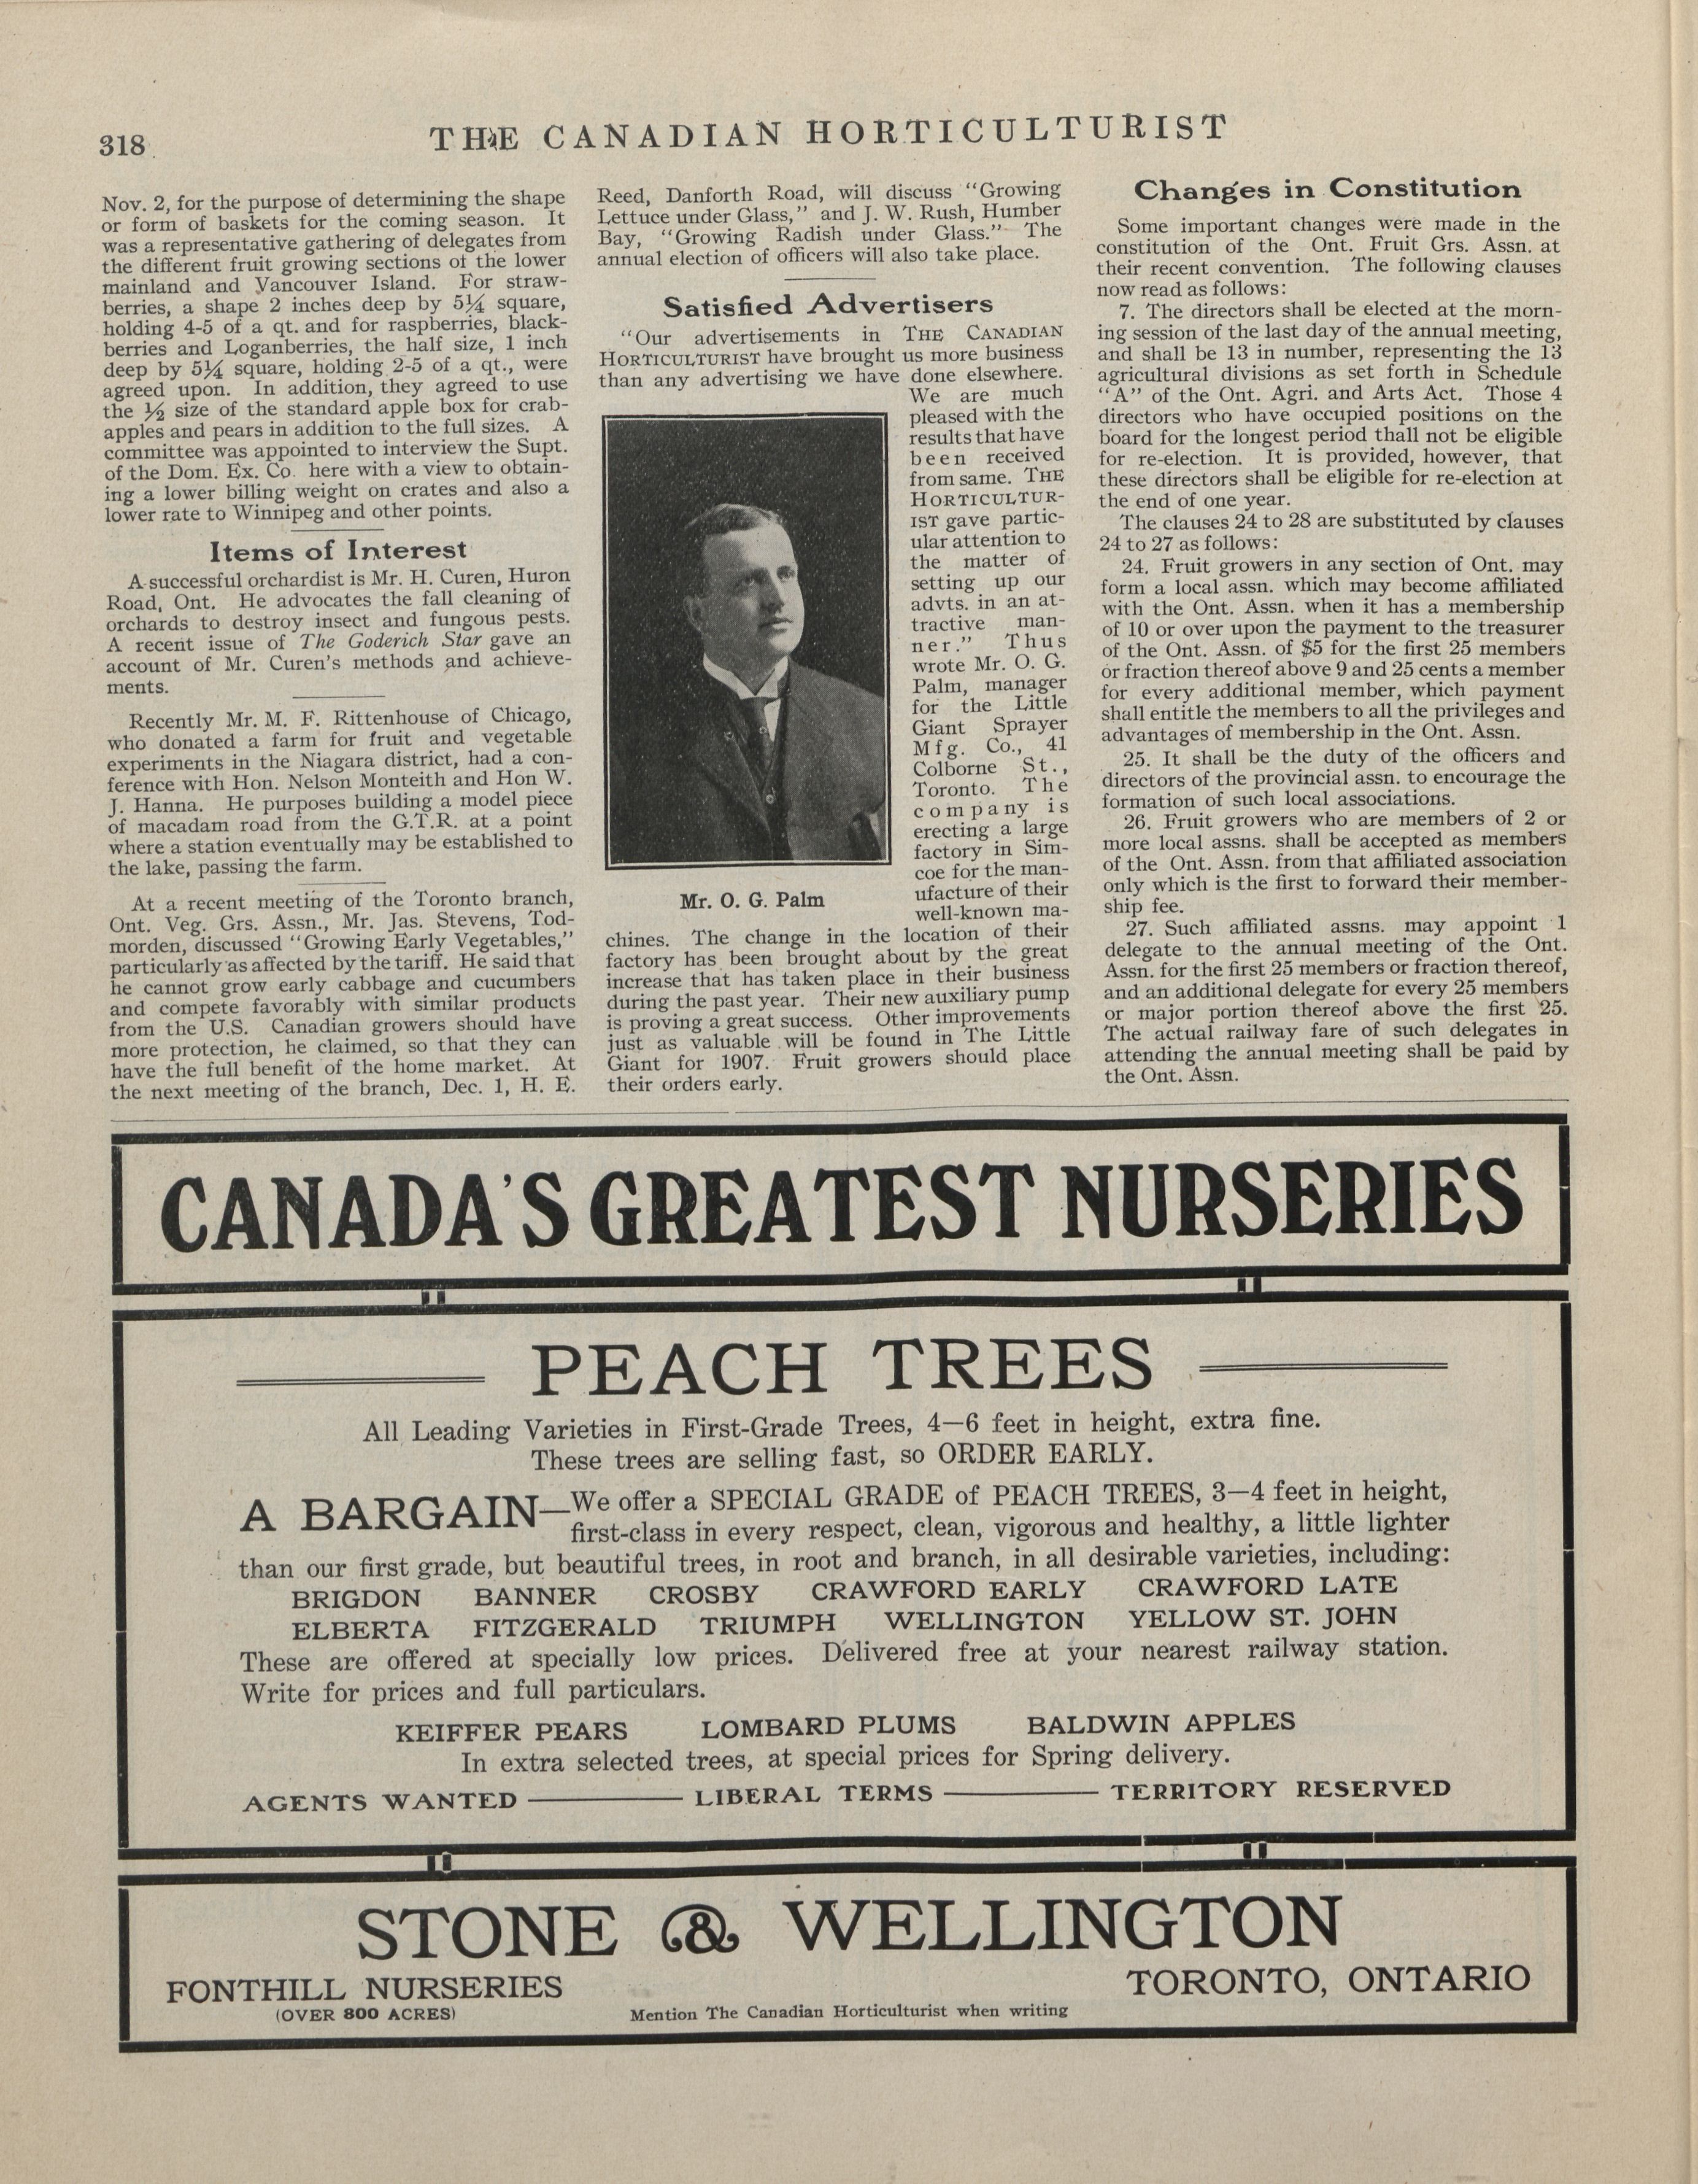 318
THE CANADIAN HORTICULTURIST
Nov. 2, for the purpose of determining the shape
or form of baskets for the coming season. It
was a representative gathering of delegates from
the different fruit growing sections of the lower
mainland and Vancouver Island. For straw-
berries, a shape 2 inches deep by 5¼ square,
holding 4-5 of a qt. and for raspberries, black-
berries and Loganberries, the half size, 1 inch
deep by 5¼ square, holding 2-5 of a qt., were
agreed upon. In addition, they agreed to use
the ½ size of the standard apple box for crab-
apples and pears in addition to the full sizes. A
committee was appointed to interview the Supt.
of the Dom. Ex. Co. here with a view to obtain-
ing a lower billing weight on crates and also a
lower rate to Winnipeg and other points.
Items of Interest
A successful orchardist is Mr. H. Curen, Huron
Road, Ont. He advocates the fall cleaning of
orchards to destroy insect and fungous pests.
A recent issue of The Goderich Star gave an
account of Mr. Curen's methods and achieve-
ments.
Recently Mr. M. F. Rittenhouse of Chicago,
who donated a farm for fruit and vegetable
experiments in the Niagara district, had a con-
ference with Hon. Nelson Monteith and Hon W.
J. Hanna. He purposes building a model piece
of macadam road from the G.T.R. at a point
where a station eventually may be established to
the lake, passing the farm.
At a recent meeting of the Toronto branch,
Ont. Veg. Grs. Assn., Mr. Jas. Stevens, Tod-
morden, discussed "Growing Early Vegetables,"
particularly as affected by the tariff. He said that
he cannot grow early cabbage and cucumbers
and compete favorably with similar products
from the U.S. Canadian growers should have
more protection, he claimed, so that they can
have the full benefit of the home market. At
the next meeting of the branch, Dec. 1, H. E.
Reed, Danforth Road, will discuss "Growing
Lettuce under Glass," and J. W. Rush, Humber
Bay, "Growing Radish under Glass." The
annual election of officers will also take place.
Satisfied Advertisers
"Our advertisements in THE CANADIAN
HORTICULTURIST have brought us more business
than any advertising we have done elsewhere.
We are much
pleased with the
results that have
been received
from same. THE
HORTICULTUR-
IST gave partic-
ular attention to
the matter of
setting up our
advts. in an at-
tractive man-
ner." Thus
wrote Mr. O. G.
Palm, manager
for the Little
Giant Sprayer
Mfg. Co., 41
Colborne St.,
Toronto. The
company is
erecting a large
factory in Sim-
coe for the man-
ufacture of their
well-known ma-
Mr. O. G. Palm
chines. The change in the location of their
factory has been brought about by the great
increase that has taken place in their business
during the past year. Their new auxiliary pump
is proving a great success. Other improvements
just as valuable will be found in The Little
Giant for 1907. Fruit growers should place
their orders early.
Changes in Constitution
Some important changes were made in the
constitution of the Ont. Fruit Grs. Assn. at
their recent convention. The following clauses
now read as follows:
7. The directors shall be elected at the morn-
ing session of the last day of the annual meeting,
and shall be 13 in number, representing the 13
agricultural divisions as set forth in Schedule
"A" of the Ont. Agri. and Arts Act. Those 4
directors who have occupied positions on the
board for the longest period thall not be eligible
for re-election. It is provided, however, that
these directors shall be eligible for re-election at
the end of one year.
The clauses 24 to 28 are substituted by clauses
24 to 27 as follows:
24. Fruit growers in any section of Ont. may
form a local assn. which may become affiliated
with the Ont. Assn. when it has a membership
of 10 or over upon the payment to the treasurer
of the Ont. Assn. of $5 for the first 25 members
or fraction thereof above 9 and 25 cents a member
for every additional member, which payment
shall entitle the members to all the privileges and
advantages of membership in the Ont. Assn.
25. It shall be the duty of the officers and
directors of the provincial assn. to encourage the
formation of such local associations.
26. Fruit growers who are members of 2 or
more local assns. shall be accepted as members
of the Ont. Assn. from that affiliated association
only which is the first to forward their member-
ship fee.
27. Such affiliated assns. may appoint 1
delegate to the annual meeting of the Ont.
Assn. for the first 25 members or fraction thereof,
and an additional delegate for every 25 members
or major portion thereof above the first 25.
The actual railway fare of such delegates in
attending the annual meeting shall be paid by
the Ont. Assn.
CANADA'S GREATEST NURSERIES
PEACH TREES
All Leading Varieties in First-Grade Trees, 4—6 feet in height, extra fine.
These trees are selling fast, so ORDER EARLY.
A BARGAIN—We offer a SPECIAL GRADE of PEACH TREES, 3—4 feet in height,
first-class in every respect, clean, vigorous and healthy, a little lighter
than our first grade, but beautiful trees, in root and branch, in all desirable varieties, including:
BRIGDON BANNER CROSBY CRAWFORD EARLY CRAWFORD LATE
ELBERTA FITZGERALD TRIUMPH WELLINGTON YELLOW ST. JOHN
These are offered at specially low prices. Delivered free at your nearest railway station.
Write for prices and full particulars.
KEIFFER PEARS LOMBARD PLUMS BALDWIN APPLES
In extra selected trees, at special prices for Spring delivery.
AGENTS WANTED — LIBERAL TERMS — TERRITORY RESERVED
STONE & WELLINGTON
FONTHILL NURSERIES TORONTO, ONTARIO
(OVER 800 ACRES) Mention The Canadian Horticulturist when writing